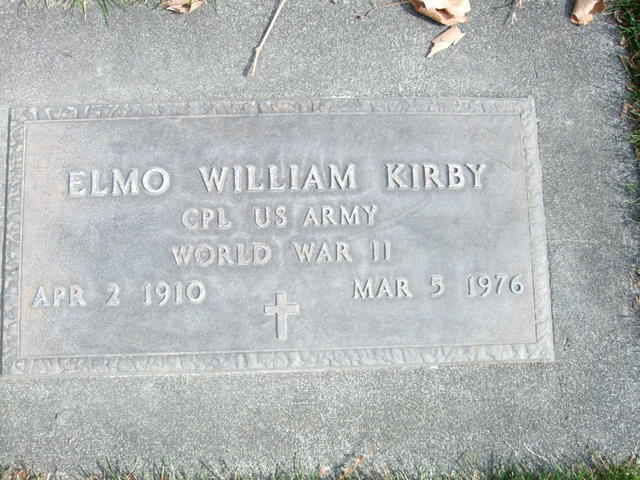 ELMO WILLIAM KIRBY
CPL US ARMY
WORLD WAR II
APR 2 1910 MAR 5 1976